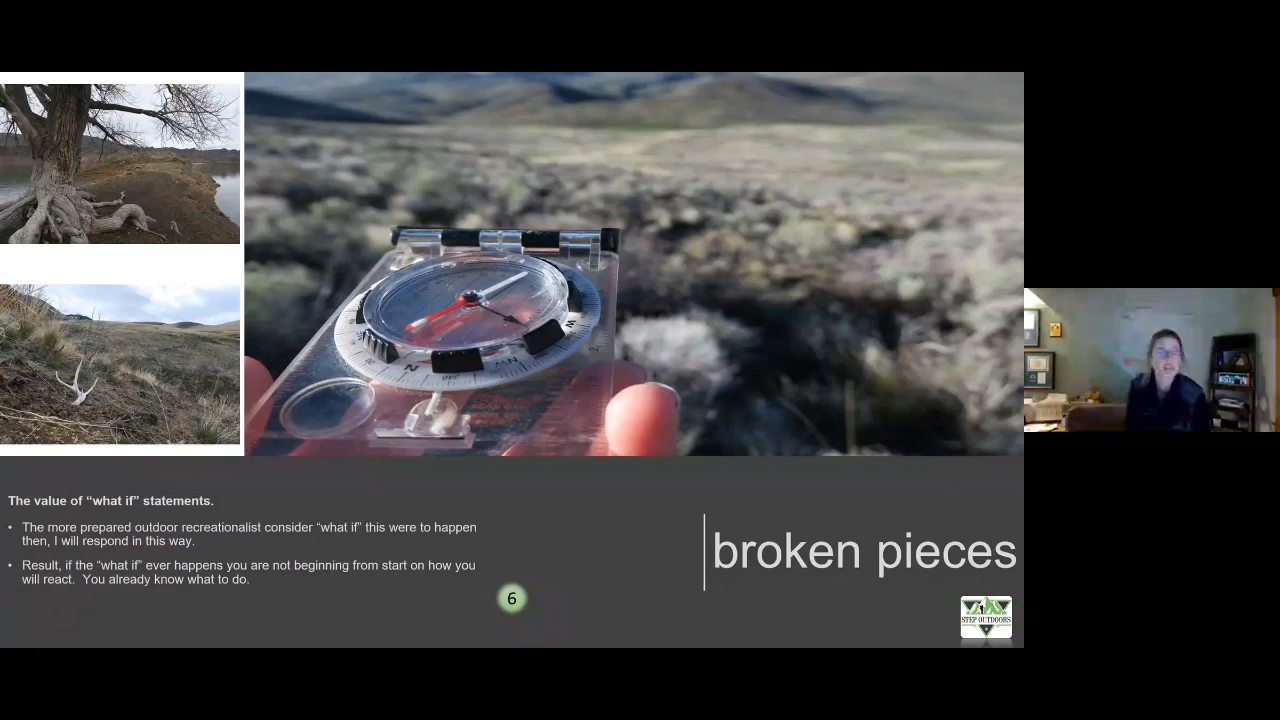 N
NW
W
The value of “what if” statements.
• The more prepared outdoor recreationalist consider “what if” this were to happen
then, I will respond in this way.
• Result, if the “what if” ever happens you are not beginning from start on how you
will react.  You already know what to do.
6
broken pieces
STEP OUTDOORS